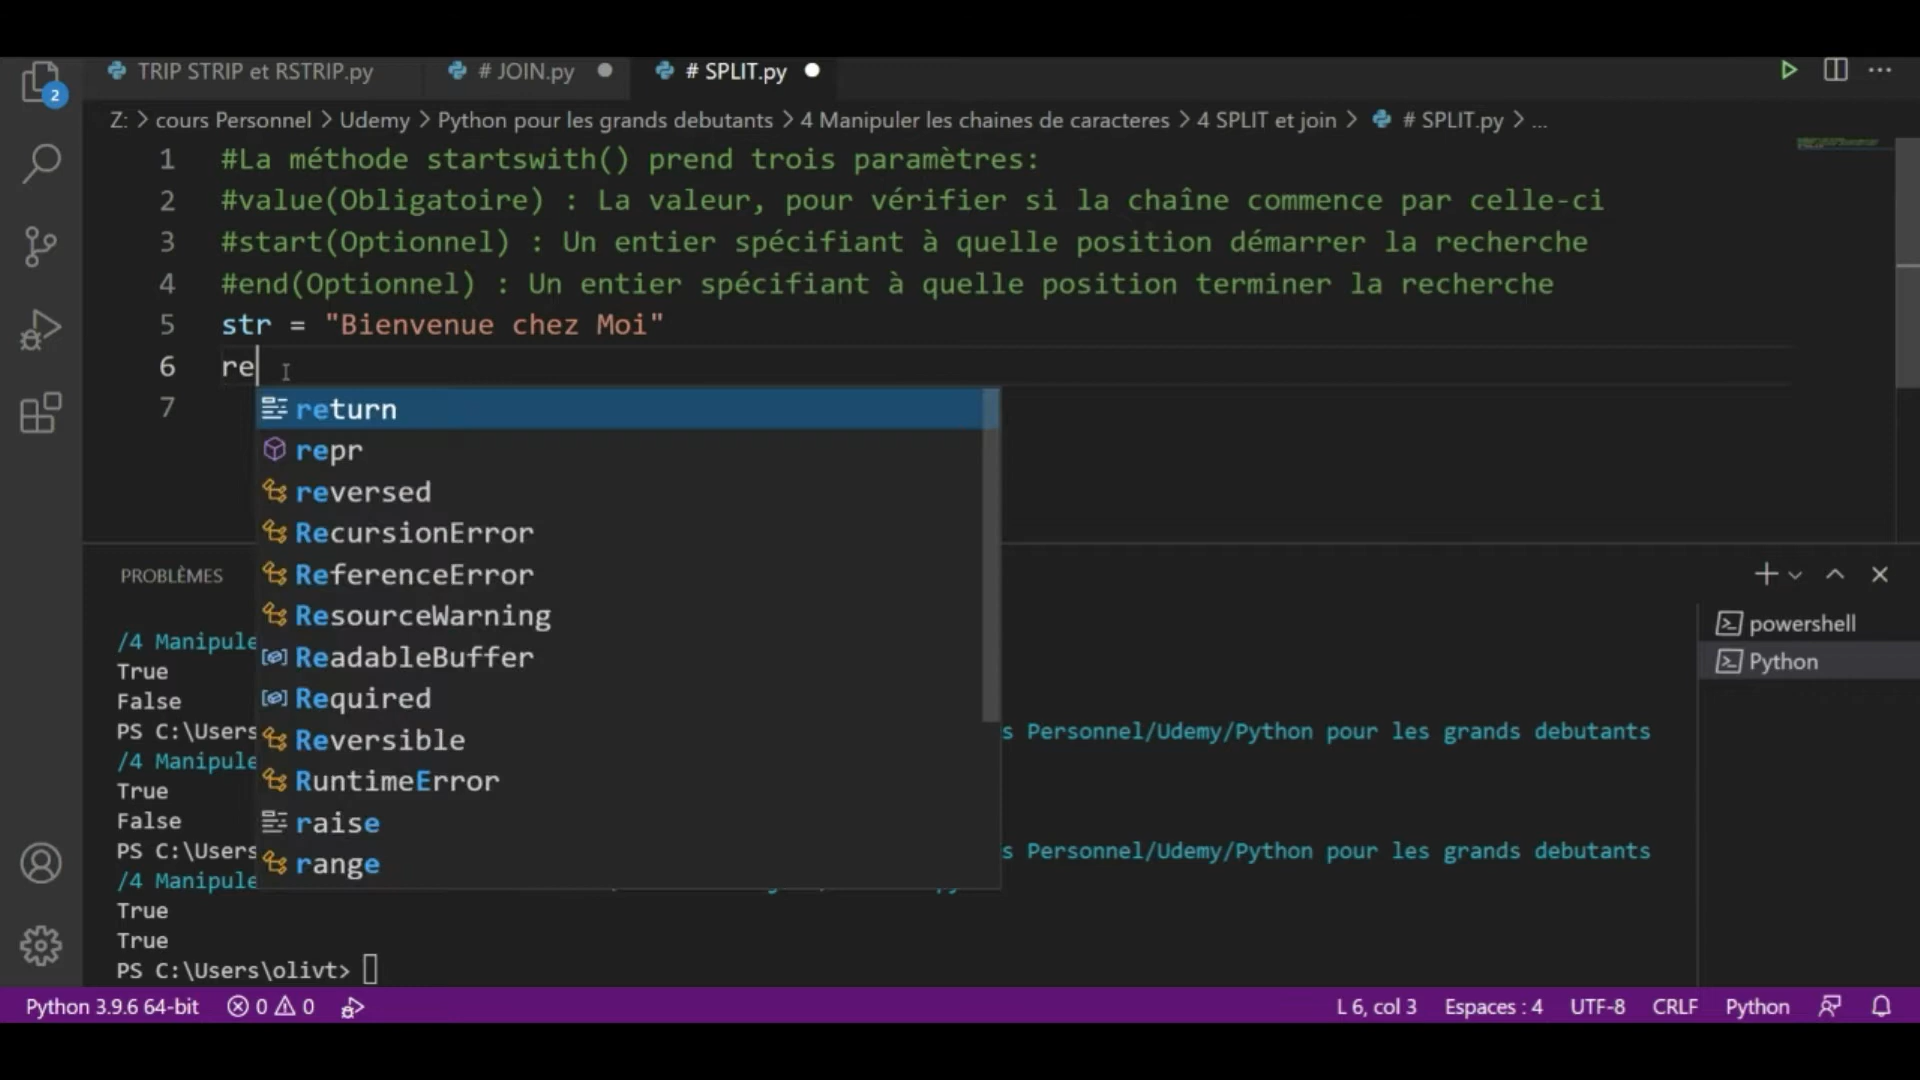 TRIP STRIP et RSTRIP.py
# JOIN.py
# SPLIT.py
2
Z: > cours Personnel > Udemy > Python pour les grands debutants > 4 Manipuler les chaines de caracteres > 4 SPLIT et join > # SPLIT.py > ...
1 #La méthode startswith() prend trois paramètres:
2 #value(Obligatoire) : La valeur, pour vérifier si la chaîne commence par celle-ci
3 #start(Optionnel) : Un entier spécifiant à quelle position démarrer la recherche
4 #end(Optionnel) : Un entier spécifiant à quelle position terminer la recherche
5 str = "Bienvenue chez Moi"
6 re
7
return
repr
reversed
RecursionError
ReferenceError
ResourceWarning
ReadableBuffer
Required
Reversible
RuntimeError
raise
range
PROBLÈMES
/4 Manipule
True
False
PS C:\Users s Personnel/Udemy/Python pour les grands debutants
/4 Manipule
True
False
PS C:\Users s Personnel/Udemy/Python pour les grands debutants
/4 Manipule
True
True
PS C:\Users\olivt>
powershell
Python
Python 3.9.6 64-bit 0 0 L 6, col 3 Espaces : 4 UTF-8 CRLF Python